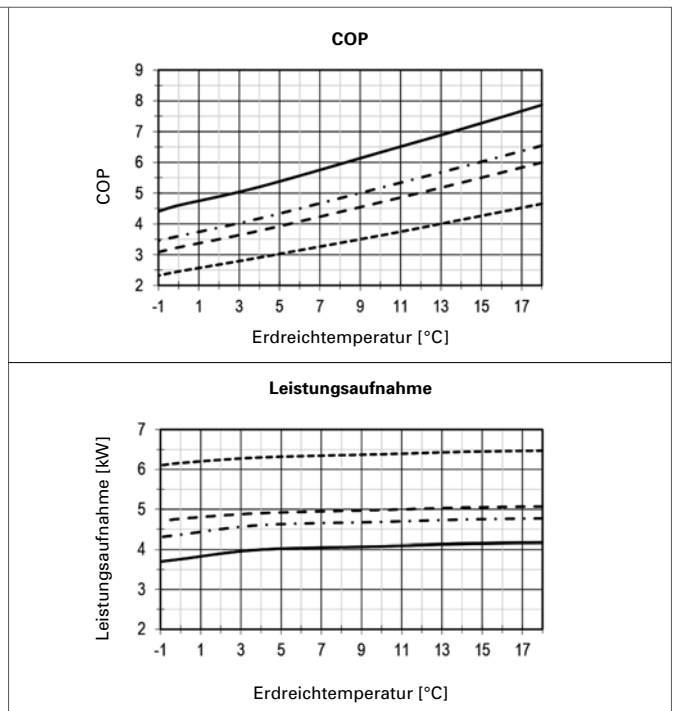 COP
9
8
7
6
5
4
3
2
COP
-1 1 3 5 7 9 11 13 15 17
Erdreichtemperatur [°C]
Leistungsaufnahme
7
6
5
4
3
2
Leistungsaufnahme [kW]
-1 1 3 5 7 9 11 13 15 17
Erdreichtemperatur [°C]